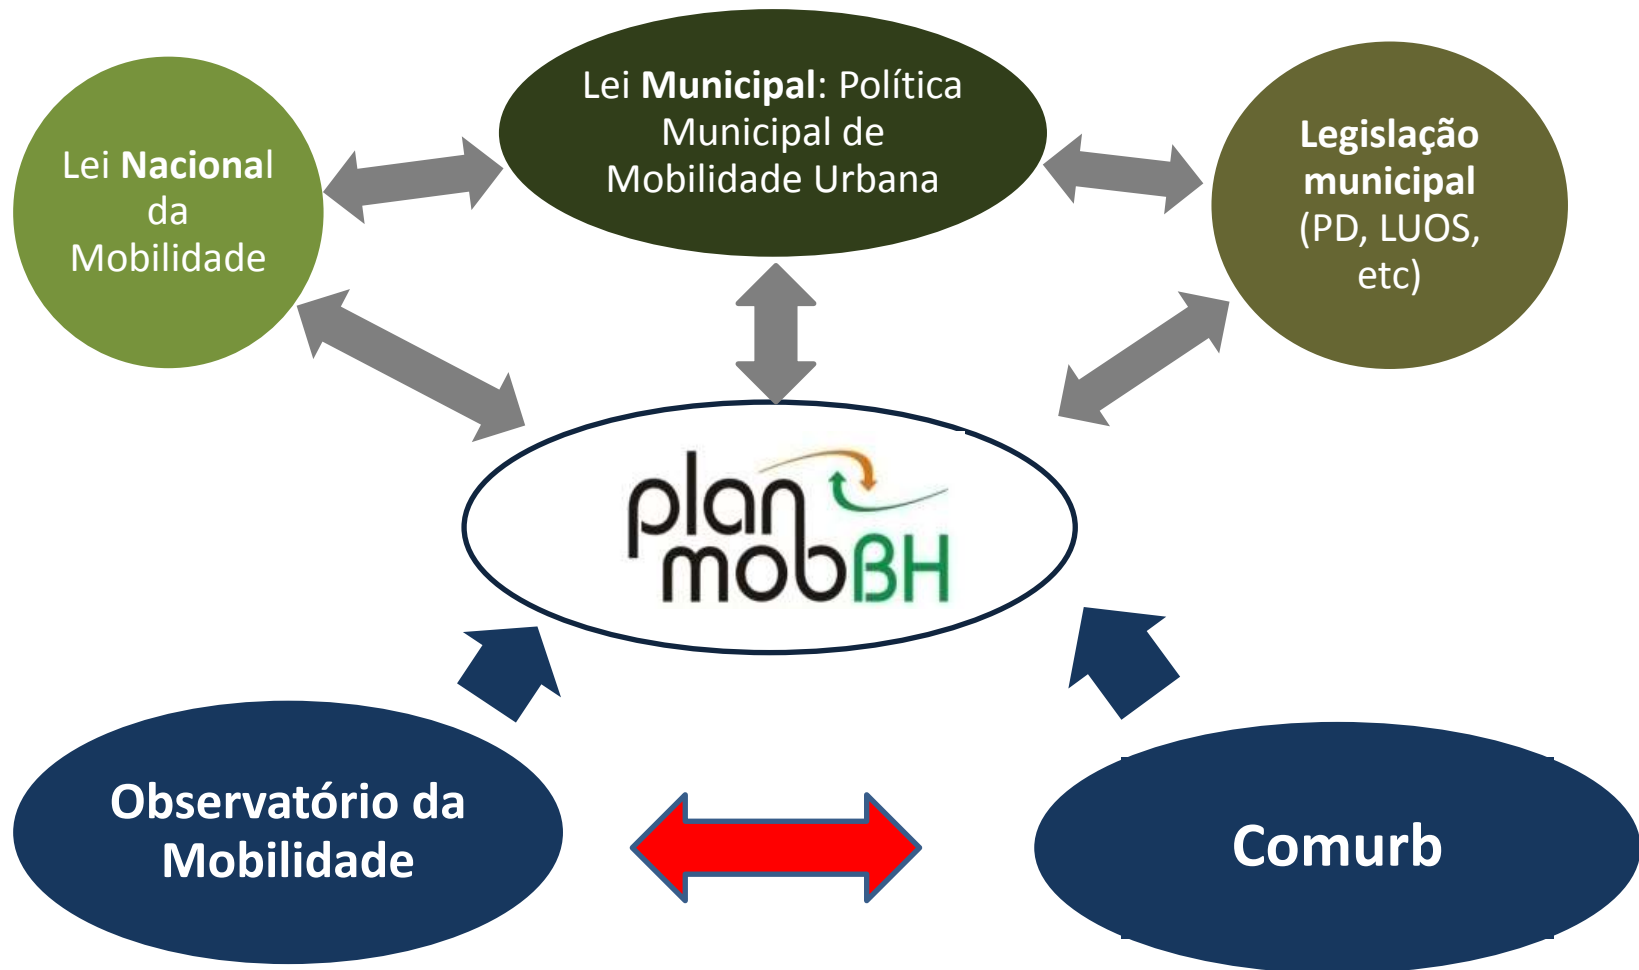 Lei Nacional
da
Mobilidade
Lei Municipal: Política
Municipal de
Mobilidade Urbana
Legislação
municipal
(PD, LUOS,
etc)
plan
mobBH
Observatório da
Mobilidade
Comurb